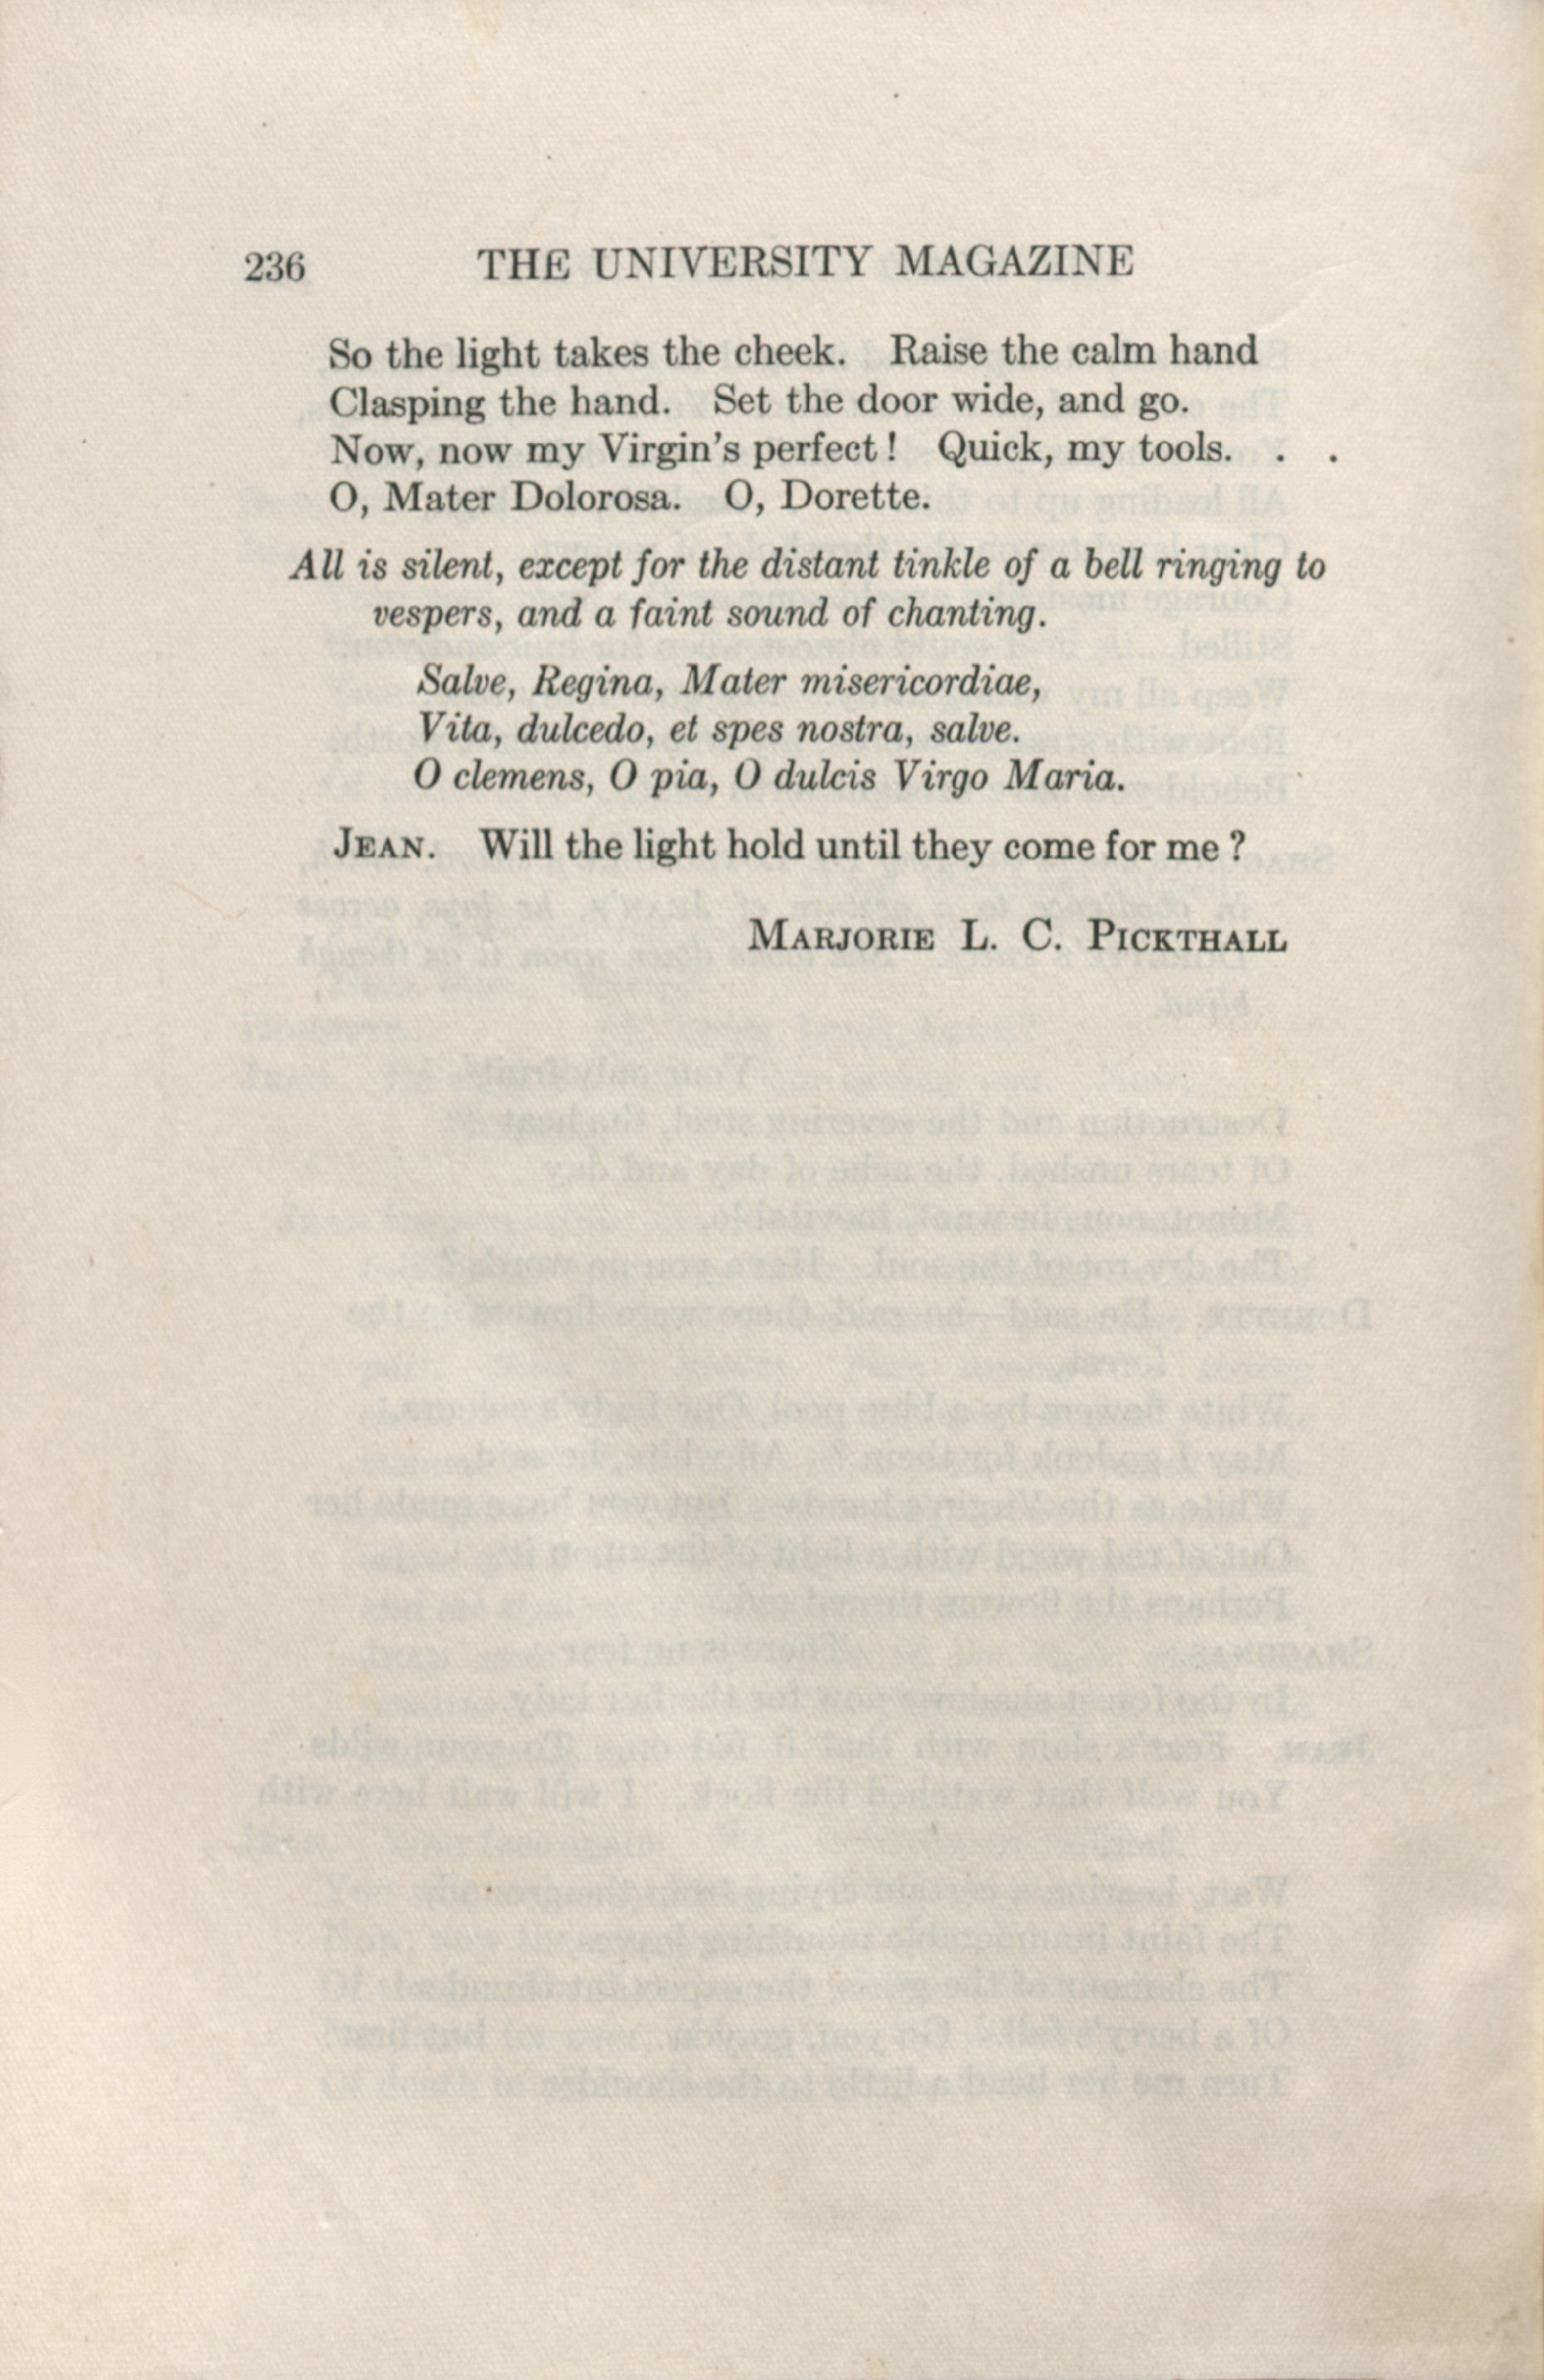 236 THE UNIVERSITY MAGAZINE
So the light takes the cheek. Raise the calm hand
Clasping the hand. Set the door wide, and go.
Now, now my Virgin's perfect! Quick, my tools. . .
O, Mater Dolorosa. O, Dorette.
All is silent, except for the distant tinkle of a bell ringing to
vespers, and a faint sound of chanting.
Salve, Regina, Mater misericordiae,
Vita, dulcedo, et spes nostra, salve.
O clemens, O pia, O dulcis Virgo Maria.
JEAN. Will the light hold until they come for me?
MARJORIE L. C. PICKTHALL